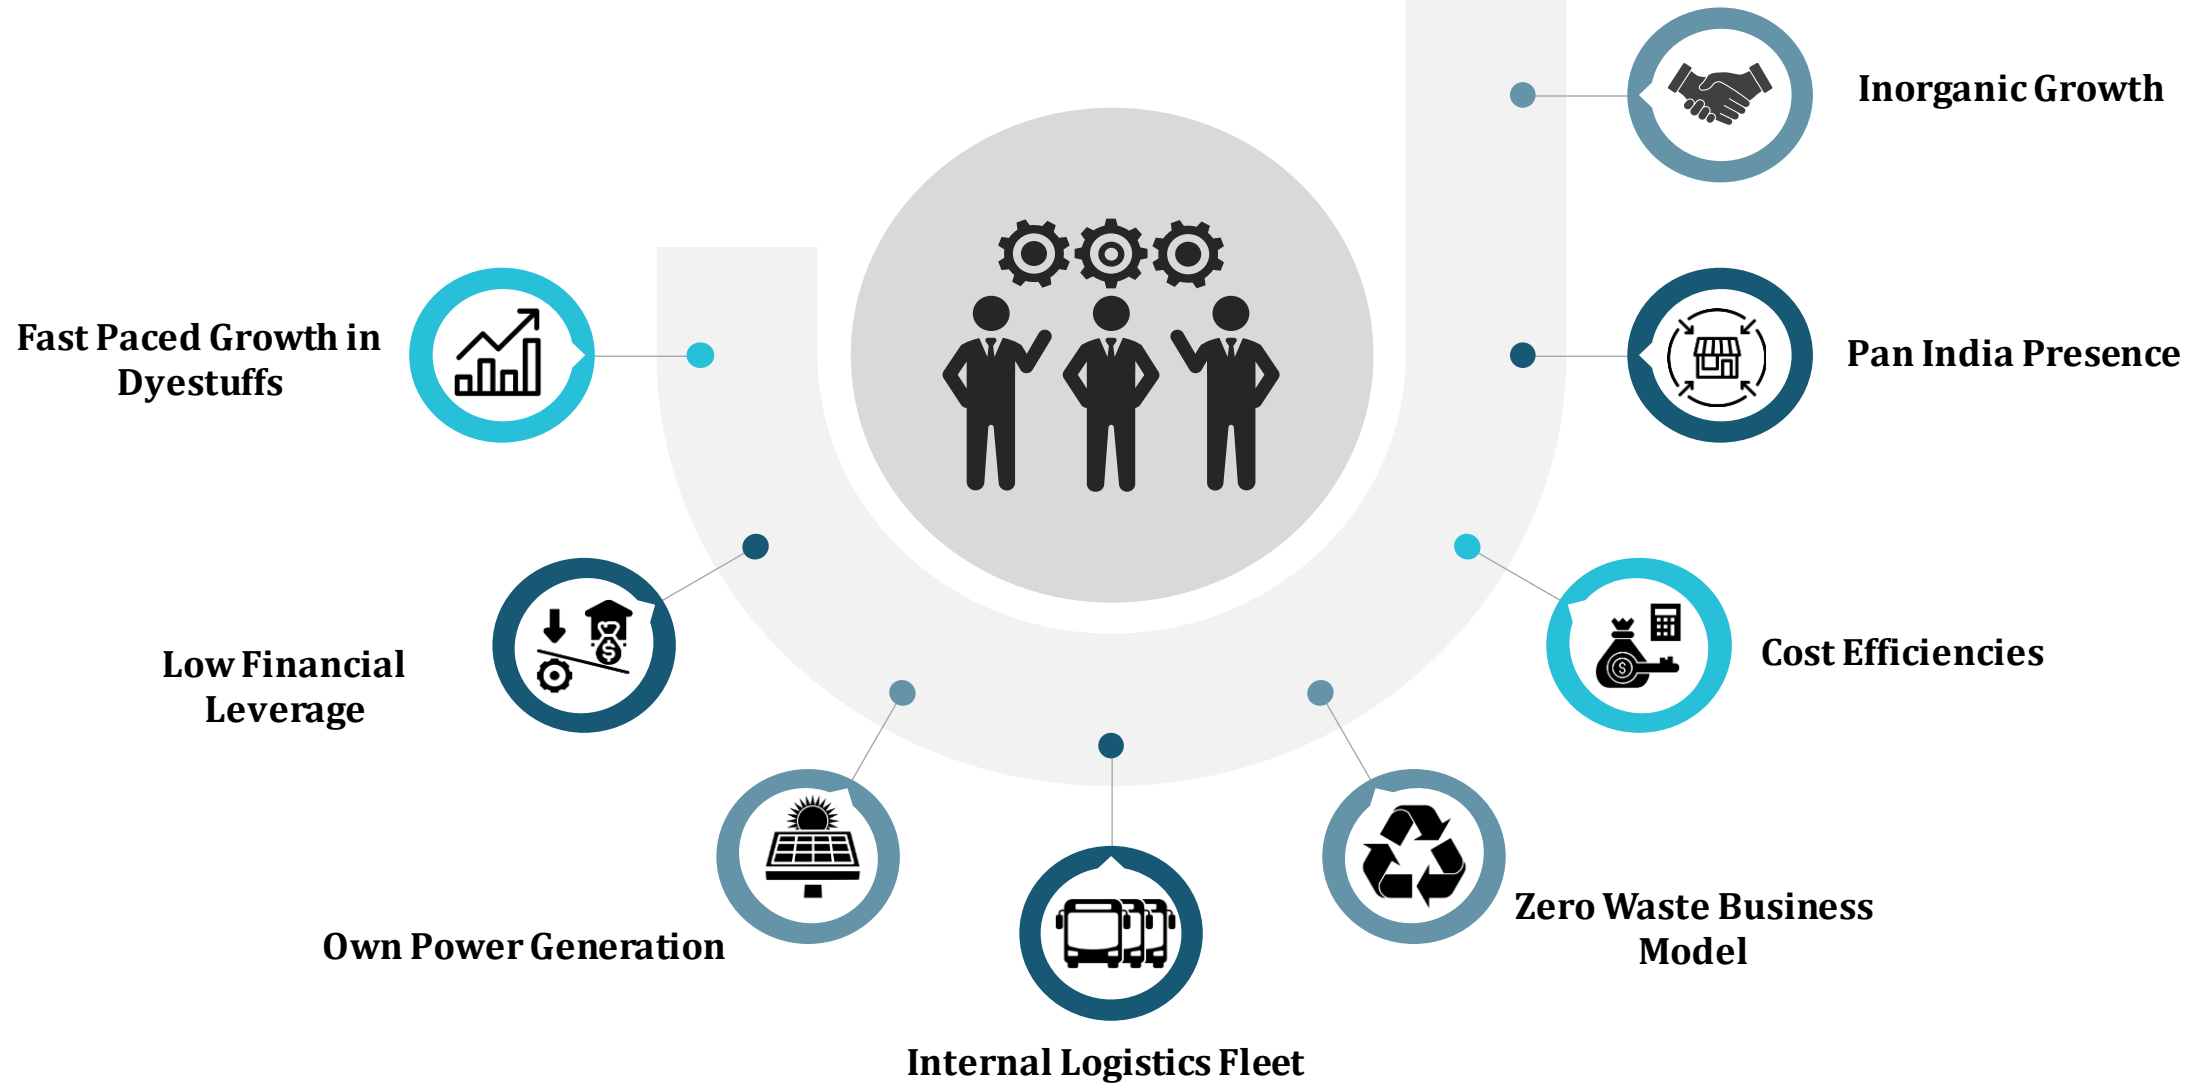 Inorganic Growth
Pan India Presence
Fast Paced Growth in
Dyestuffs
Cost Efficiencies
Low Financial
Leverage
Zero Waste Business
Model
Own Power Generation
Internal Logistics Fleet